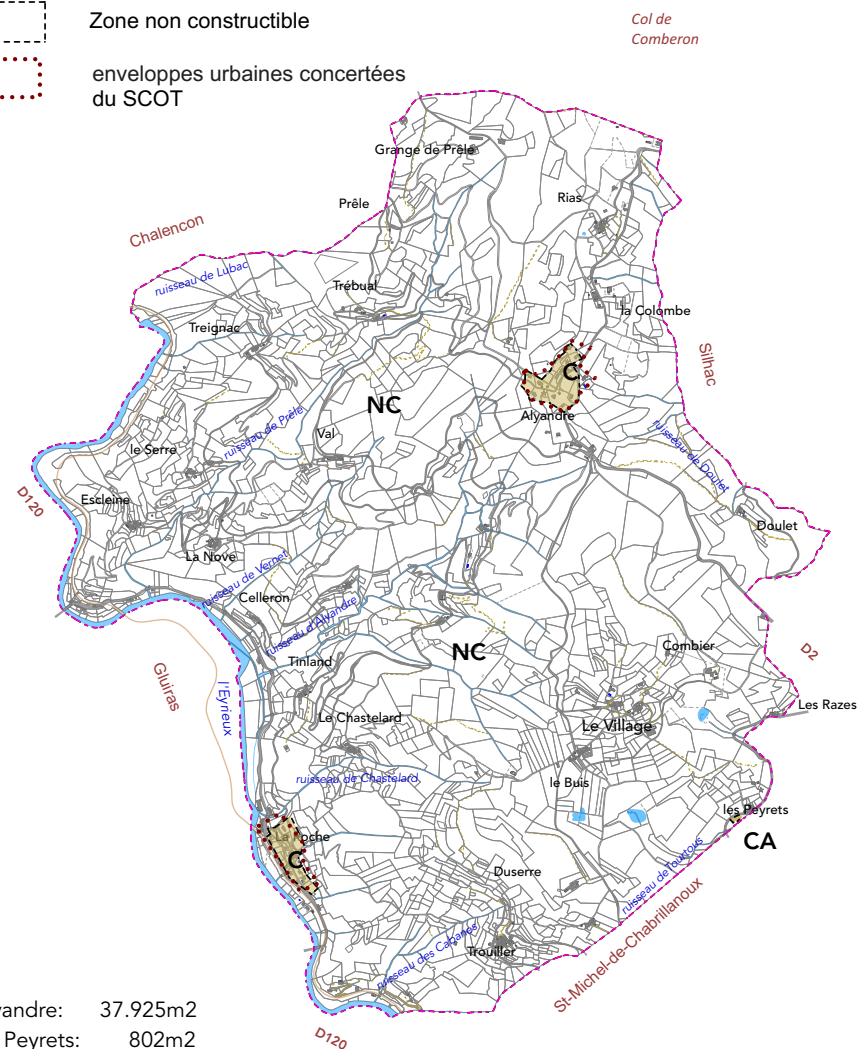 Zone non constructible
Col de
Comberon
enveloppes urbaines concertées
du SCOT
Grange de Prêle
Prêle
Rias
Chalencon
ruisseau de Lubac
Trébual
la Colombe
Treignac
Silhac
C
NC
Alyandre
ruisseau de Prêle
Val
le Serre
ruisseau de Doulet
D120
Escleine
Doulet
La Nove
ruisseau de Vernet
Celleron
ruisseau d'Alyandre
Combier
D2
NC
Tinland
Gluiras
l'Eyrieux
Les Razes
Le Chastelard
Le Village
ruisseau de Chastelard
le Buis
les Peyrets
La Roche
CA
C
ruisseau de Tourtous
Duserre
St-Michel-de-Chabrillanoux
ruisseau des Cabanes
Trouiller
yandre: 37.925m2
D120
Peyrets: 802m2